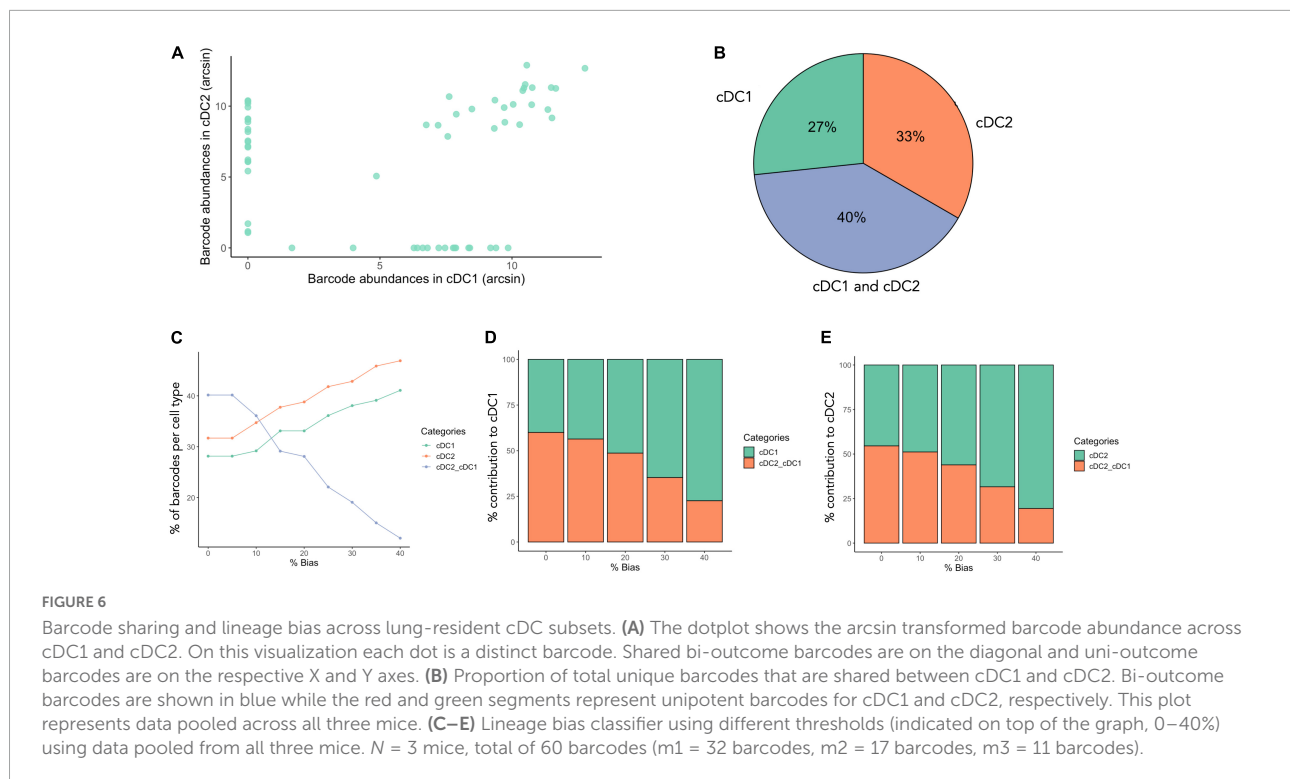 A
Barcode abundances in cDC2 (arcsin)
10
5
0
0
5
10
Barcode abundances in cDC1 (arcsin)
B
cDC1
27%
33%
cDC2
40%
cDC1 and cDC2
C
% of barcodes per cell type
40
30
20
0
10
20
30
40
% Bias
Categories
cDC1
cDC2
cDC2_cDC1
D
% contribution to cDC1
100
75
50
25
0
0
10
20
30
40
% Bias
Categories
cDC1
cDC2_cDC1
E
% contribution to cDC2
100
75
50
25
0
0
10
20
30
40
% Bias
Categories
cDC2
cDC2_cDC1
FIGURE 6
Barcode sharing and lineage bias across lung-resident cDC subsets. (A) The dotplot shows the arcsin transformed barcode abundance across
cDC1 and cDC2. On this visualization each dot is a distinct barcode. Shared bi-outcome barcodes are on the diagonal and uni-outcome
barcodes are on the respective X and Y axes. (B) Proportion of total unique barcodes that are shared between cDC1 and cDC2. Bi-outcome
barcodes are shown in blue while the red and green segments represent unipotent barcodes for cDC1 and cDC2, respectively. This plot
represents data pooled across all three mice. (C–E) Lineage bias classifier using different thresholds (indicated on top of the graph, 0–40%)
using data pooled from all three mice. N = 3 mice, total of 60 barcodes (m1 = 32 barcodes, m2 = 17 barcodes, m3 = 11 barcodes).